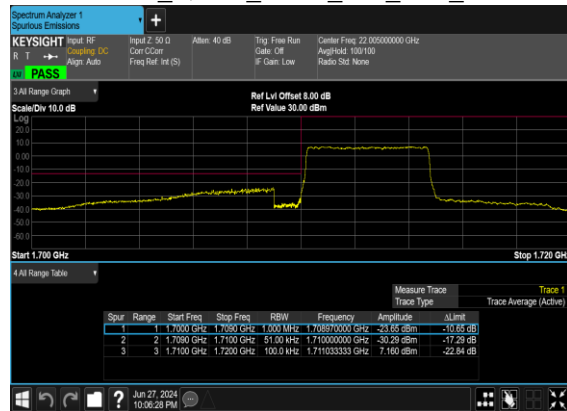 Spectrum Analyzer 1
Spurious Emissions
KEYSIGHT Input: RF Input Z: 50 Ω Atten: 40 dB Trig: Free Run Center Freq: 22.005000000 GHz
R T Coupling: DC Corr CCorr Gate: Off Avg|Hold: 100/100
Align: Auto Freq Ref: Int (S) IF Gain: Low Radio Std: None
PASS
3 All Range Graph
Ref Lvl Offset 8.00 dB
Scale/Div 10.0 dB Ref Value 30.00 dBm
Log
20.0
10.0
0.00
-10.0
-20.0
-30.0
-40.0
-50.0
-60.0
Start 1.700 GHz Stop 1.720 GH
4 All Range Table
Measure Trace Trace 1
Trace Type Trace Average (Active)
Spur Range Start Freq Stop Freq RBW Frequency Amplitude ΔLimit
1 1 1.7000 GHz 1.7090 GHz 1.000 MHz 1.708970000 GHz -23.65 dBm -10.65 dB
2 2 1.7090 GHz 1.7100 GHz 51.00 kHz 1.710000000 GHz -30.29 dBm -17.29 dB
3 3 1.7100 GHz 1.7200 GHz 100.0 kHz 1.711033333 GHz 7.160 dBm -22.84 dB
? Jun 27, 2024
10:06:28 PM